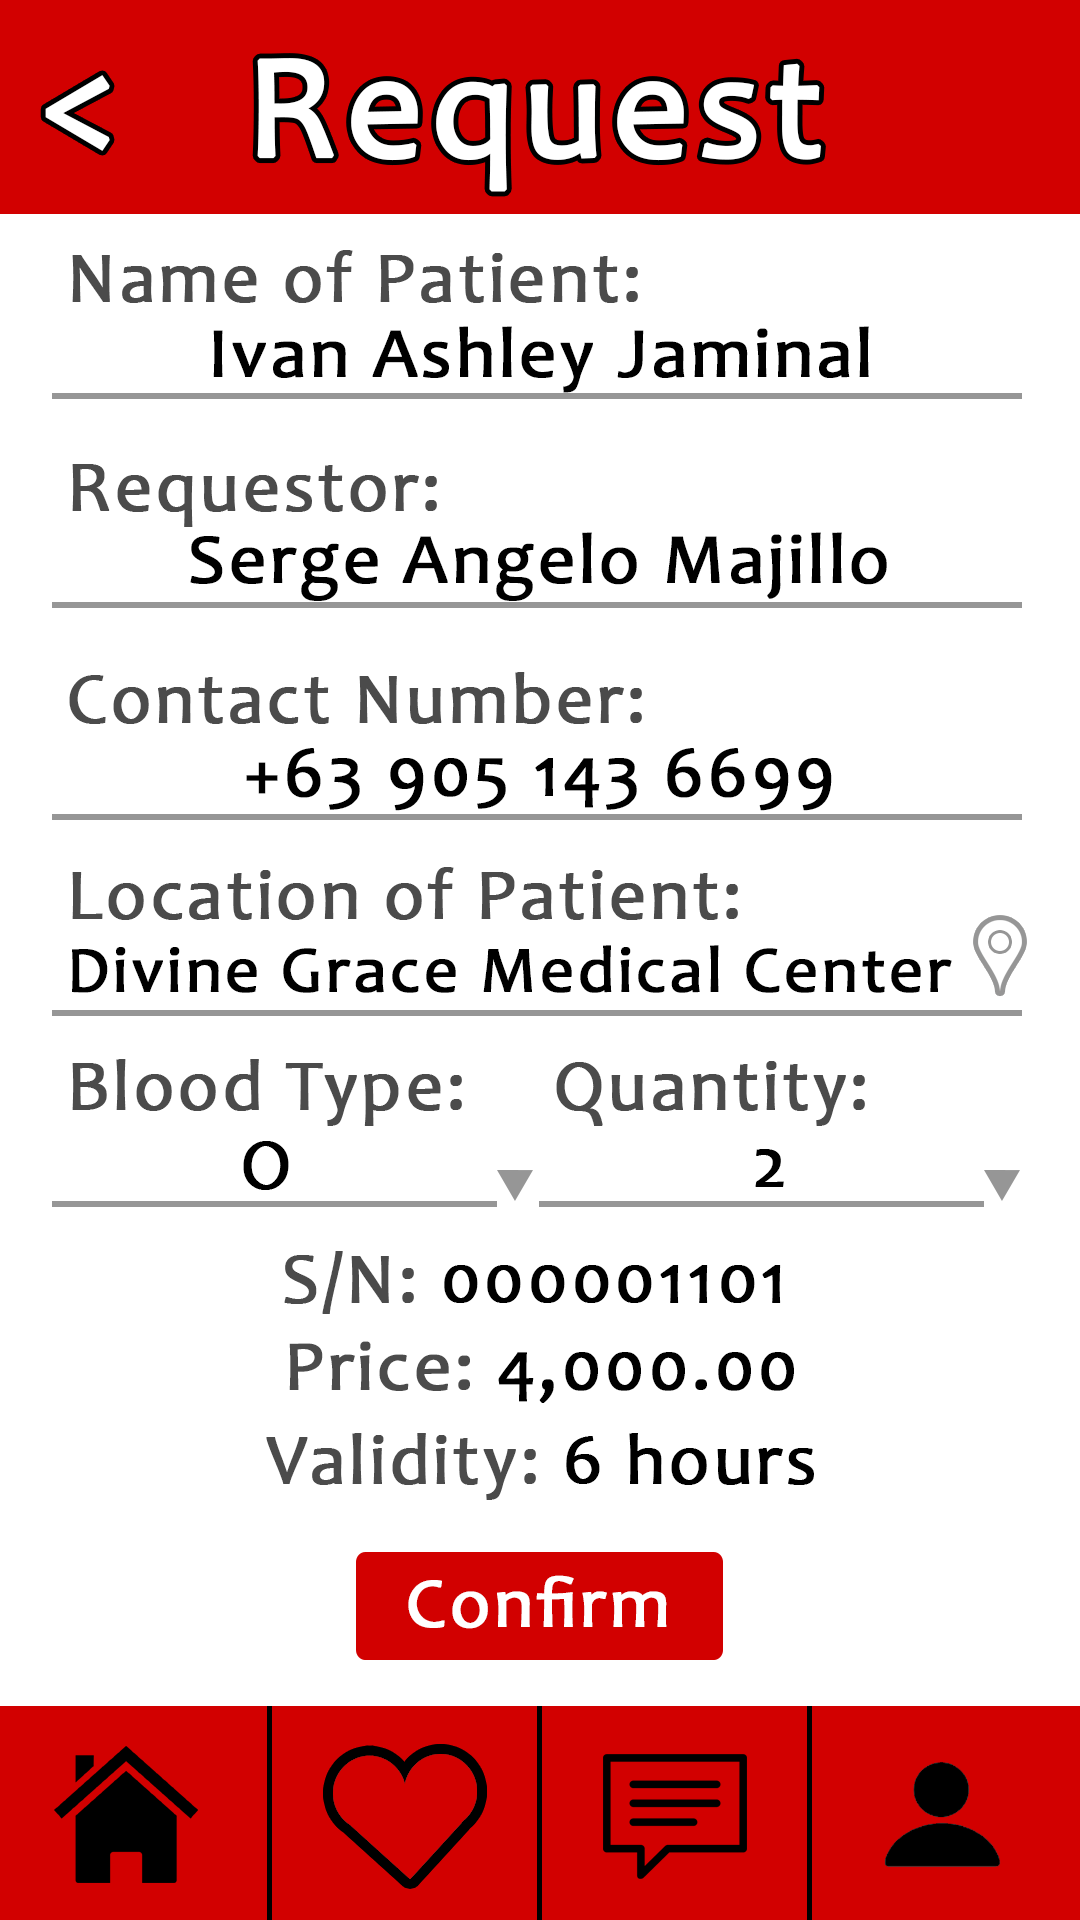 < Request
Name of Patient:
Ivan Ashley Jaminal
Requestor:
Serge Angelo Majillo
Contact Number:
+63 905 143 6699
Location of Patient:
Divine Grace Medical Center
Blood Type: Quantity:
O 2
S/N: 000001101
Price: 4,000.00
Validity: 6 hours
Confirm